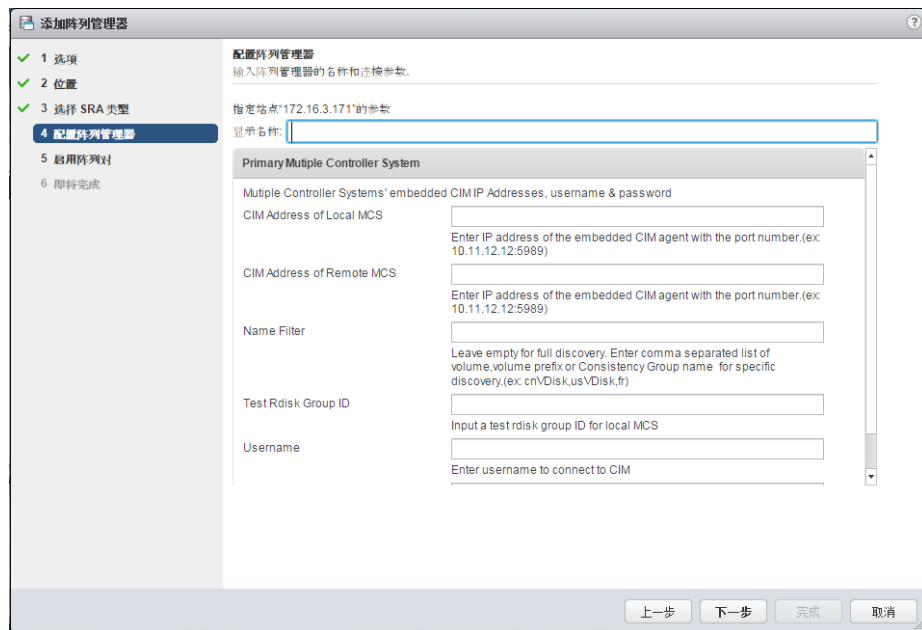 添加阵列管理器
?
1 选项
2 位置
3 选择 SRA 类型
4 配置阵列管理器
5 启用阵列对
6 即将完成
配置阵列管理器
输入阵列管理器的名称和连接参数。
指定站点“172.16.3.171”的参数
显示名称:
Primary Mutiple Controller System
Mutiple Controller Systems' embedded CIM IP Addresses, username & password
CIM Address of Local MCS
Enter IP address of the embedded CIM agent with the port number.(ex:
10.11.12.12:5989)
CIM Address of Remote MCS
Enter IP address of the embedded CIM agent with the port number.(ex:
10.11.12.12:5989)
Name Filter
Leave empty for full discovery. Enter comma separated list of
volume,volume prefix or Consistency Group name for specific
discovery.(ex: cnVDisk,usVDisk,fr)
Test Rdisk Group ID
Input a test rdisk group ID for local MCS
Username
Enter username to connect to CIM
上一步
下一步
完成
取消